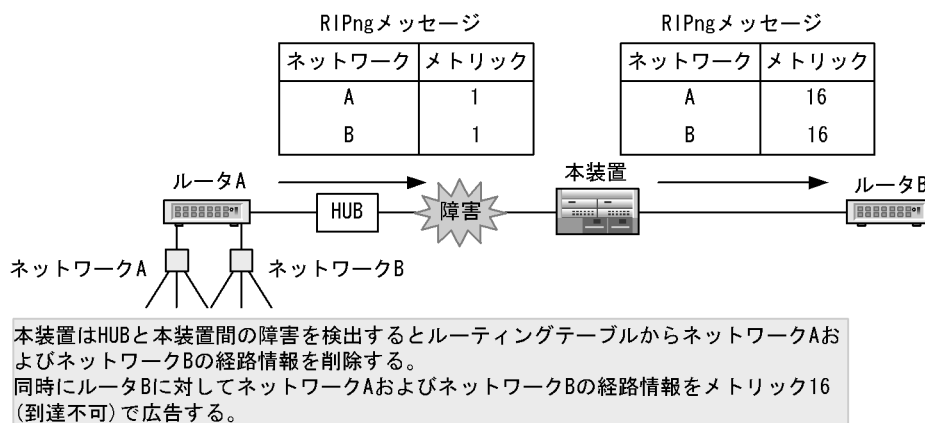 RIPngメッセージ
ネットワーク メトリック
A 1
B 1
RIPngメッセージ
ネットワーク メトリック
A 16
B 16
ルータA
HUB
障害
本装置
ルータB
ネットワークA
ネットワークB
本装置はHUBと本装置間の障害を検出するとルーティングテーブルからネットワークAお
よびネットワークBの経路情報を削除する。
同時にルータBに対してネットワークAおよびネットワークBの経路情報をメトリック16
(到達不可)で広告する。